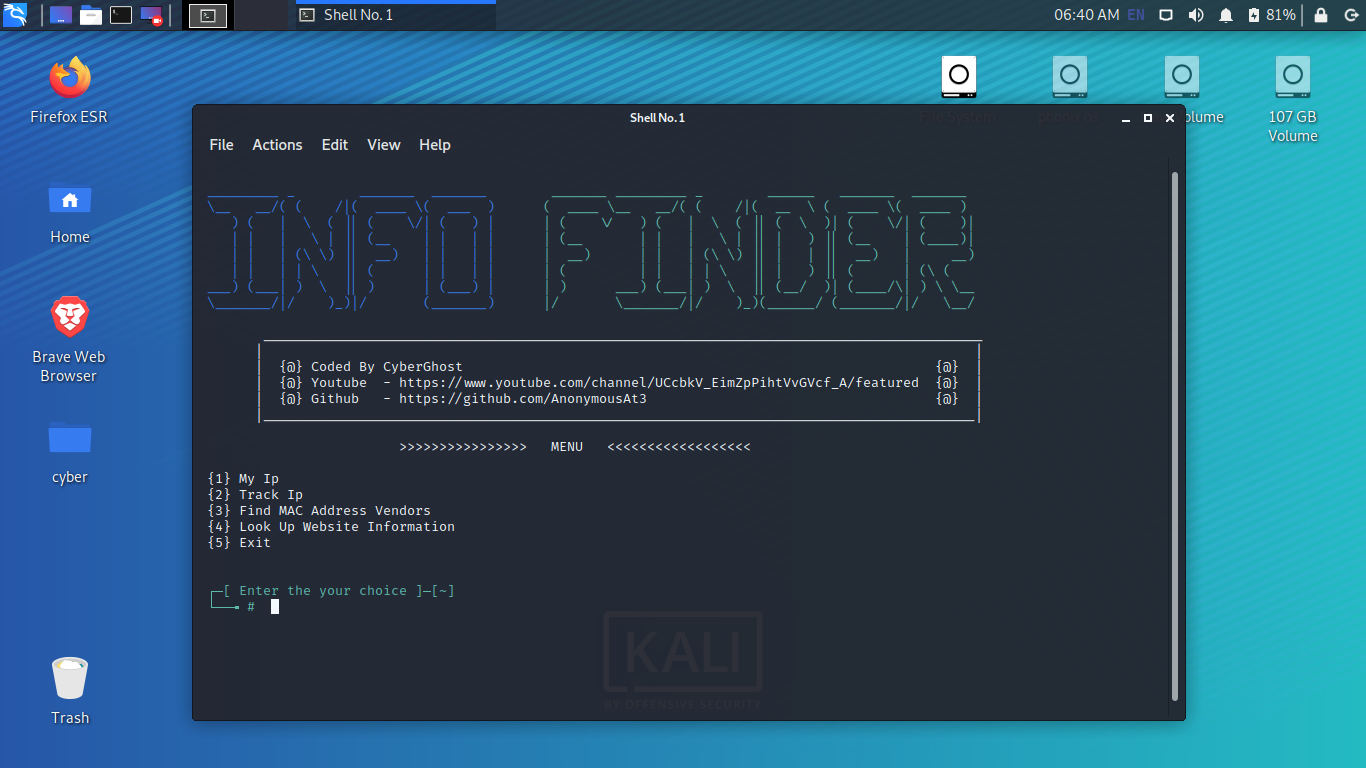 Shell No. 1
06:40 AM EN 81%
Firefox ESR
Home
Brave Web
Browser
cyber
Trash
File System
olume
107 GB
Volume
Shell No. 1
File Actions Edit View Help
INFO FINDER
{@} Coded By CyberGhost {@}
{@} Youtube - https://www.youtube.com/channel/UCcbkV_EimZpPihtVvGVcf_A/featured {@}
{@} Github - https://github.com/AnonymousAt3 {@}
>>>>>>>>>>>>>>>> MENU <<<<<<<<<<<<<<<<<<
{1} My Ip
{2} Track Ip
{3} Find MAC Address Vendors
{4} Look Up Website Information
{5} Exit
[ Enter the your choice ]—[~]
#
KALI
BY OFFENSIVE SECURITY